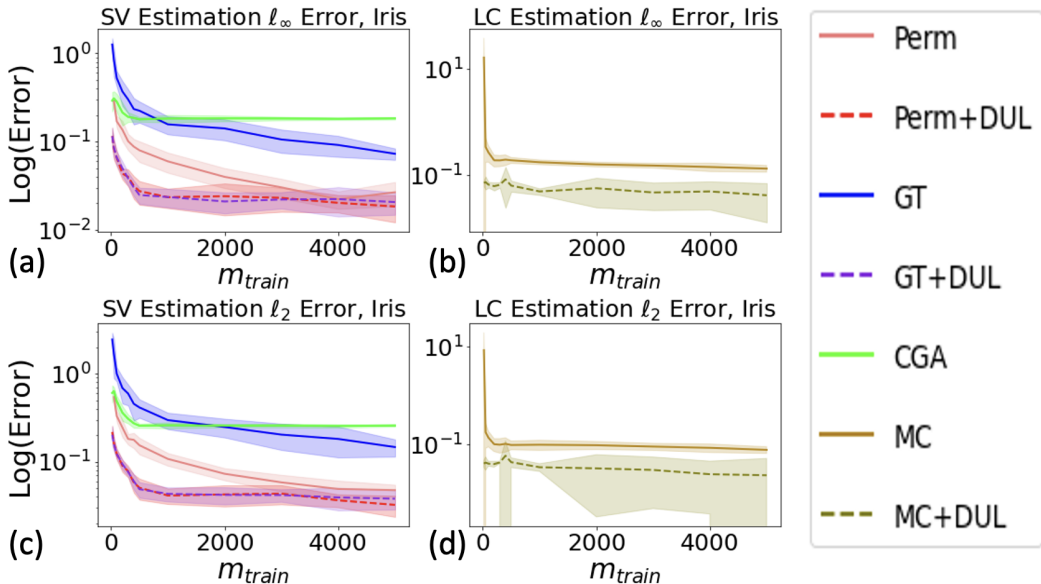 SV Estimation ℓ∞ Error, Iris
Log(Error)
10⁰
10⁻¹
10⁻²
0 2000 4000
m_train
(a)
LC Estimation ℓ∞ Error, Iris
10¹
10⁻¹
0 2000 4000
m_train
(b)
SV Estimation ℓ₂ Error, Iris
Log(Error)
10⁰
10⁻¹
0 2000 4000
m_train
(c)
LC Estimation ℓ₂ Error, Iris
10¹
10⁻¹
0 2000 4000
m_train
(d)
Perm
Perm+DUL
GT
GT+DUL
CGA
MC
MC+DUL